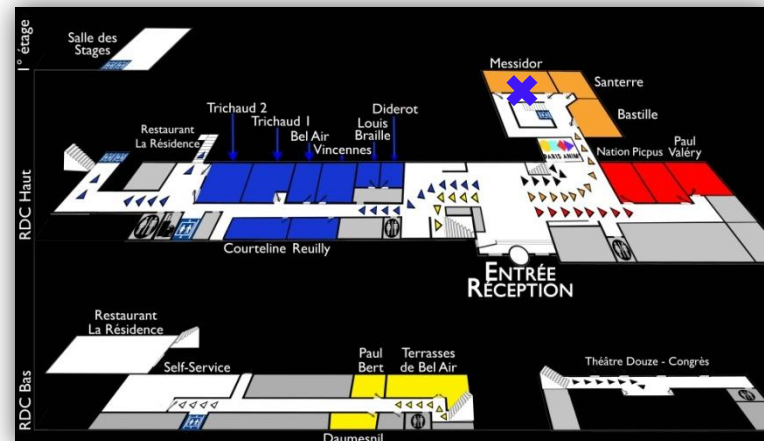 1° étage
Salle des
Stages
Messidor
Santerre
Bastille
Trichaud 2
Trichaud 1
Bel Air
Vincennes
Louis
Braille
Diderot
Restaurant
La Résidence
PARIS ANIM'
Nation Picpus
Paul
Valéry
RDC Haut
Courteline Reuilly
ENTRÉE
RÉCEPTION
Restaurant
La Résidence
Self-Service
Paul
Bert
Terrasses
de Bel Air
Théâtre Douze - Congrès
RDC Bas
Daumesnil